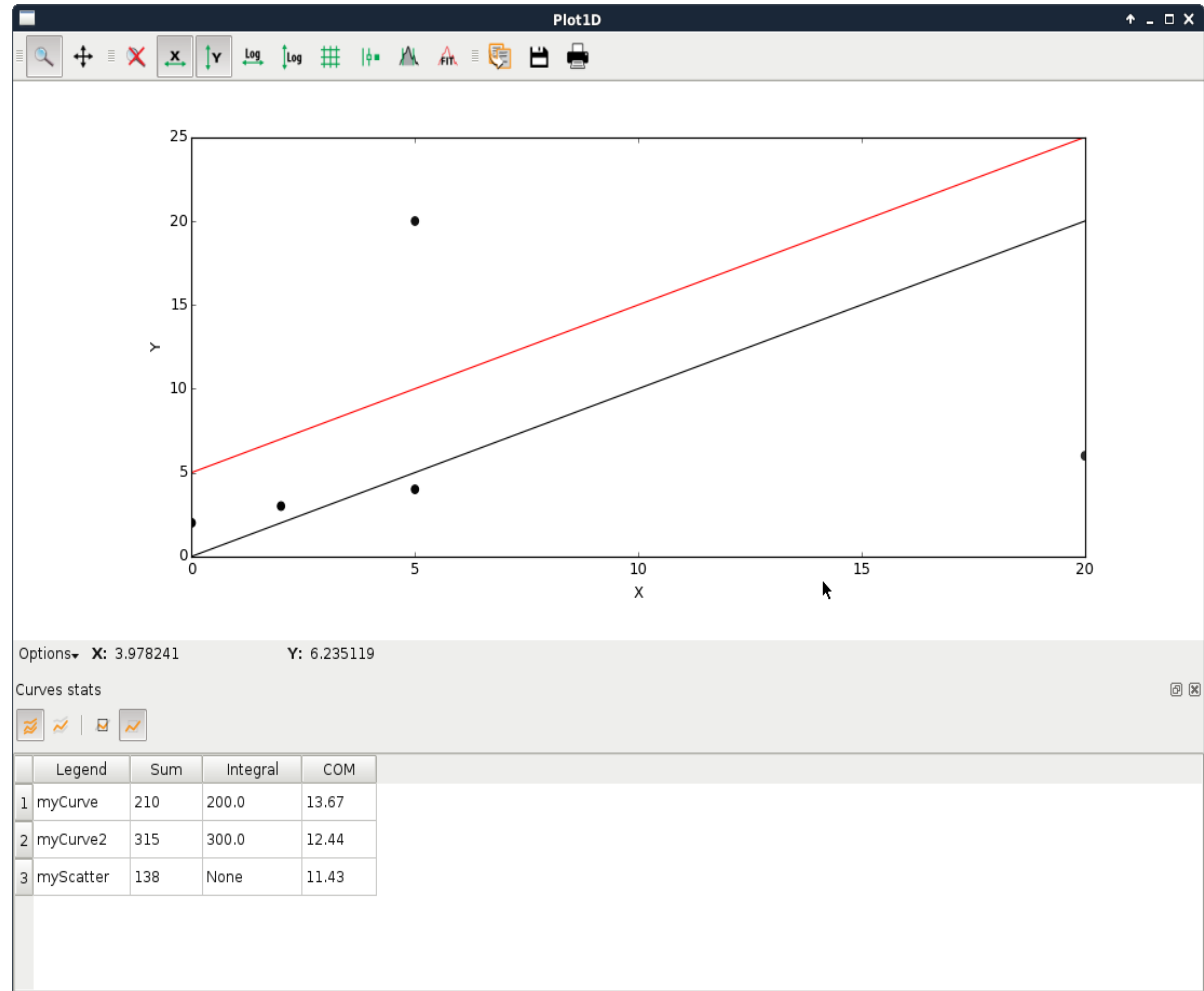 Plot1D
X Y Log Log FIT
25
20
15
Y
10
5
0
0 5 10 15 20
X
Options X: 3.978241 Y: 6.235119
Curves stats
Legend Sum Integral COM
1 myCurve 210 200.0 13.67
2 myCurve2 315 300.0 12.44
3 myScatter 138 None 11.43